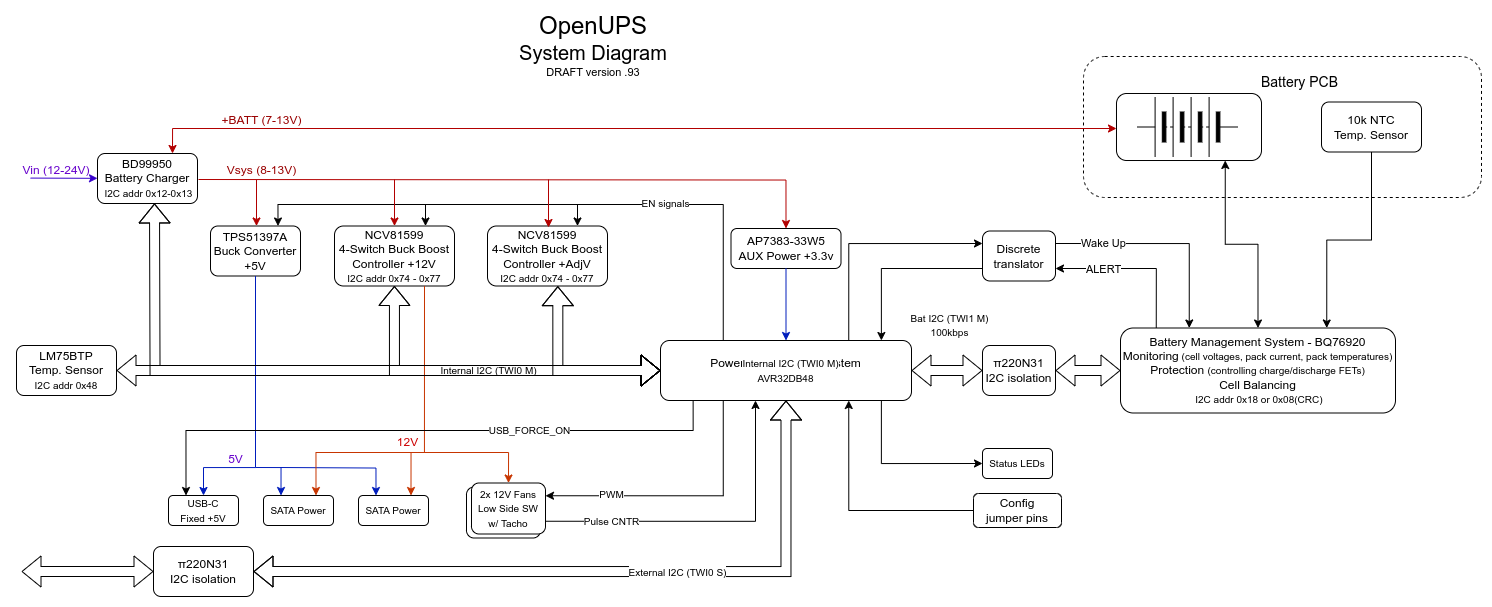 OpenUPS
System Diagram
DRAFT version .93
Battery PCB
10k NTC
Temp. Sensor
+BATT (7-13V)
Vin (12-24V)
BD99950
Battery Charger
I2C addr 0x12-0x13
Vsys (8-13V)
EN signals
TPS51397A
Buck Converter
+5V
NCV81599
4-Switch Buck Boost
Controller +12V
I2C addr 0x74 - 0x77
NCV81599
4-Switch Buck Boost
Controller +AdjV
I2C addr 0x74 - 0x77
AP7383-33W5
AUX Power +3.3v
Discrete
translator
Wake Up
ALERT
Bat I2C (TWI1 M)
100kbps
LM75BTP
Temp. Sensor
I2C addr 0x48
Internal I2C (TWI0 M)
Internal I2C (TWI0 M)
AVR32DB48
π220N31
I2C isolation
Battery Management System - BQ76920
Monitoring (cell voltages, pack current, pack temperatures)
Protection (controlling charge/discharge FETs)
Cell Balancing
I2C addr 0x18 or 0x08(CRC)
USB_FORCE_ON
12V
5V
USB-C
Fixed +5V
SATA Power
SATA Power
2x 12V Fans
Low Side SW
w/ Tacho
PWM
Pulse CNTR
Status LEDs
Config
jumper pins
π220N31
I2C isolation
External I2C (TWI0 S)